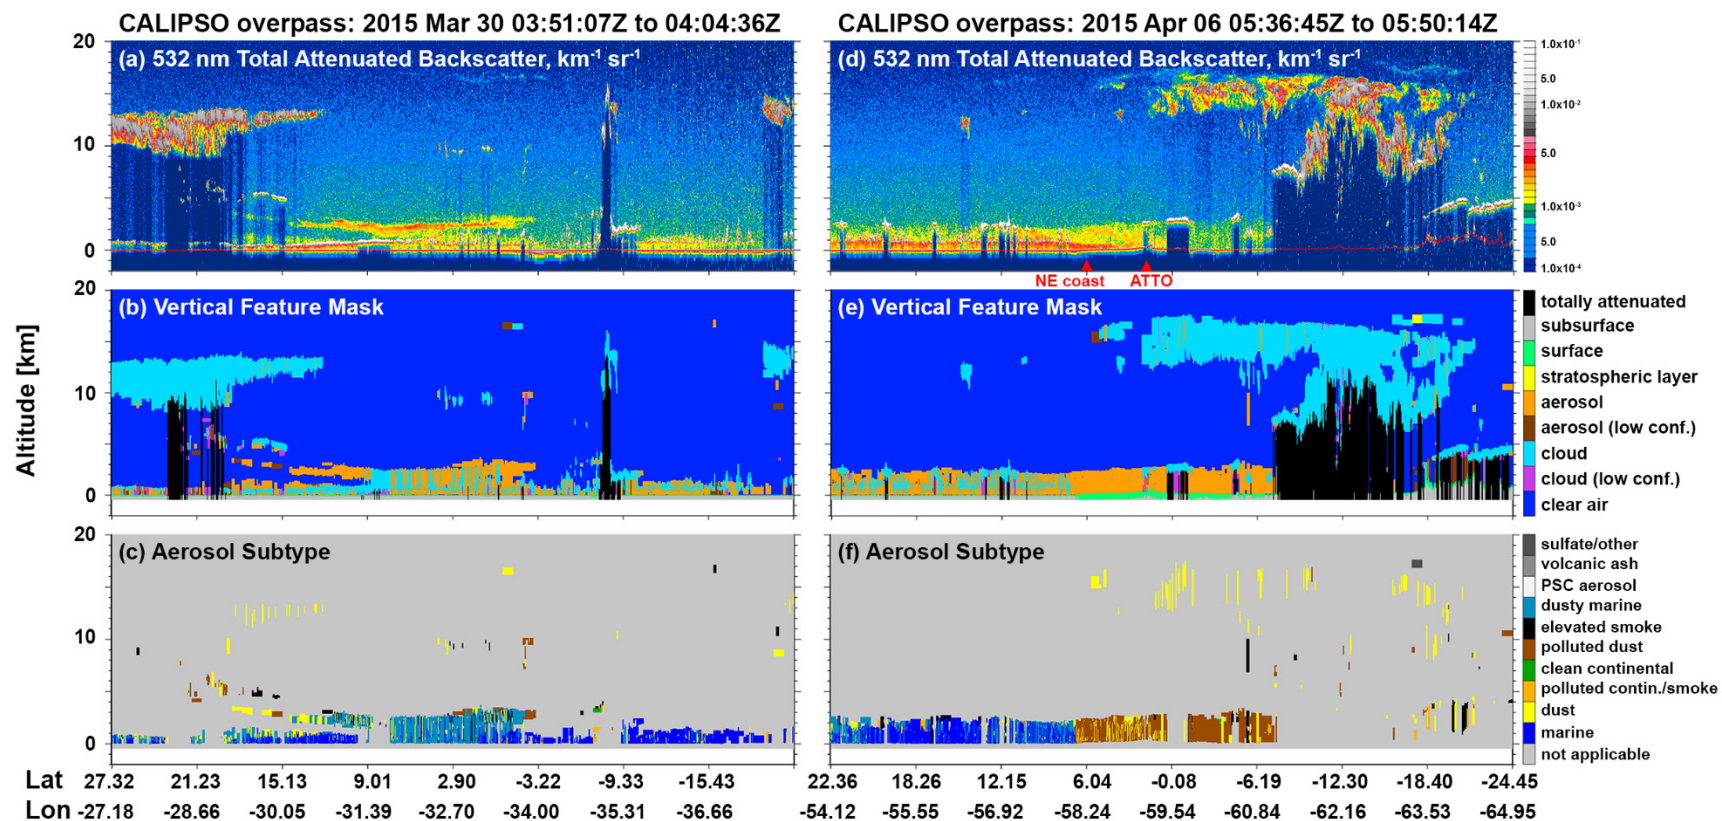 CALIPSO overpass: 2015 Mar 30 03:51:07Z to 04:04:36Z
CALIPSO overpass: 2015 Apr 06 05:36:45Z to 05:50:14Z
Altitude [km]
20
(a) 532 nm Total Attenuated Backscatter, km⁻¹ sr⁻¹
10
0
(d) 532 nm Total Attenuated Backscatter, km⁻¹ sr⁻¹
NE coast
ATTO
1.0x10⁻¹
5.0
1.0x10⁻²
5.0
1.0x10⁻³
5.0
1.0x10⁻⁴
20
(b) Vertical Feature Mask
10
0
(e) Vertical Feature Mask
totally attenuated
subsurface
surface
stratospheric layer
aerosol
aerosol (low conf.)
cloud
cloud (low conf.)
clear air
20
(c) Aerosol Subtype
10
0
(f) Aerosol Subtype
sulfate/other
volcanic ash
PSC aerosol
dusty marine
elevated smoke
polluted dust
clean continental
polluted contin./smoke
dust
marine
not applicable
Lat 27.32 21.23 15.13 9.01 2.90 -3.22 -9.33 -15.43 22.36 18.26 12.15 6.04 -0.08 -6.19 -12.30 -18.40 -24.45
Lon -27.18 -28.66 -30.05 -31.39 -32.70 -34.00 -35.31 -36.66 -54.12 -55.55 -56.92 -58.24 -59.54 -60.84 -62.16 -63.53 -64.95